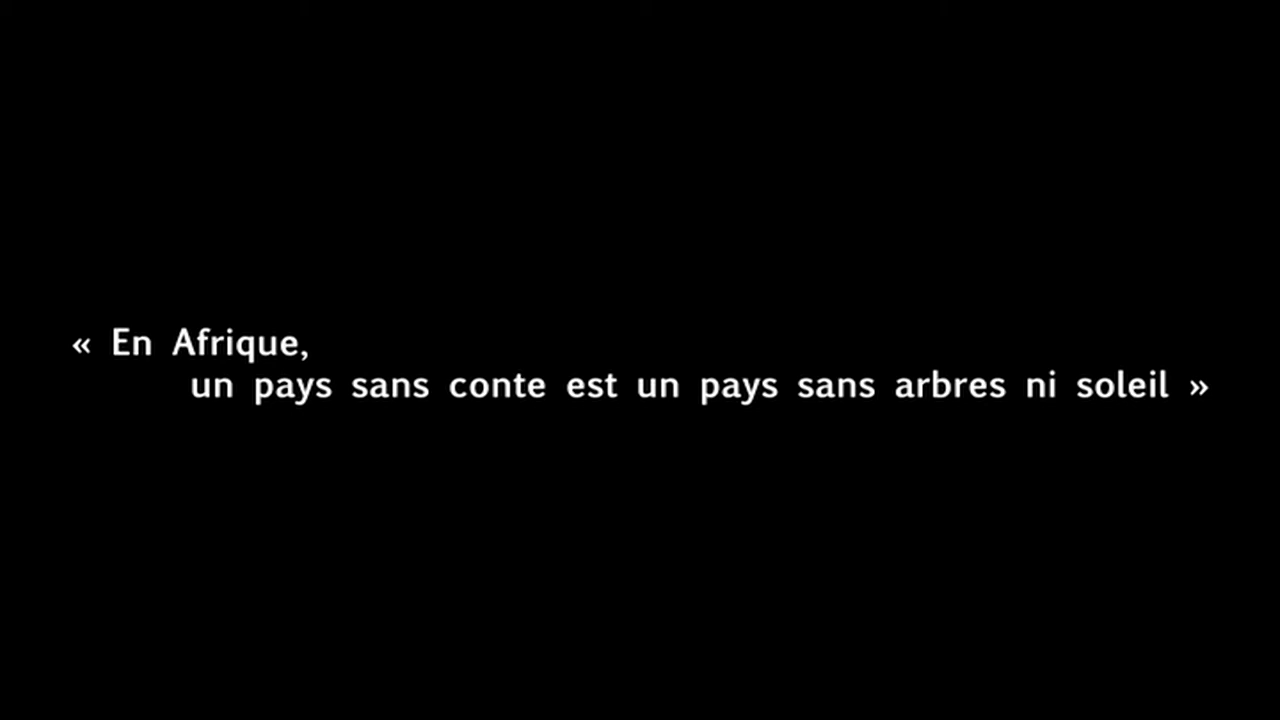 « En Afrique,
un pays sans conte est un pays sans arbres ni soleil »